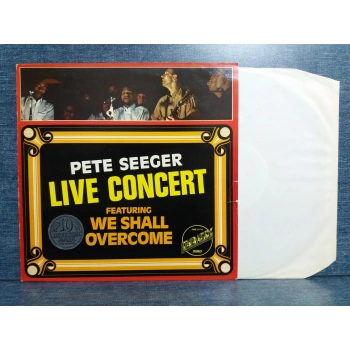 PETE SEEGER
LIVE CONCERT
FEATURING
WE SHALL
OVERCOME